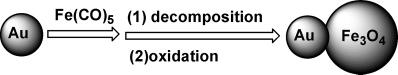 Au
Fe(CO)5
(1) decomposition
(2)oxidation
Au
Fe3O4